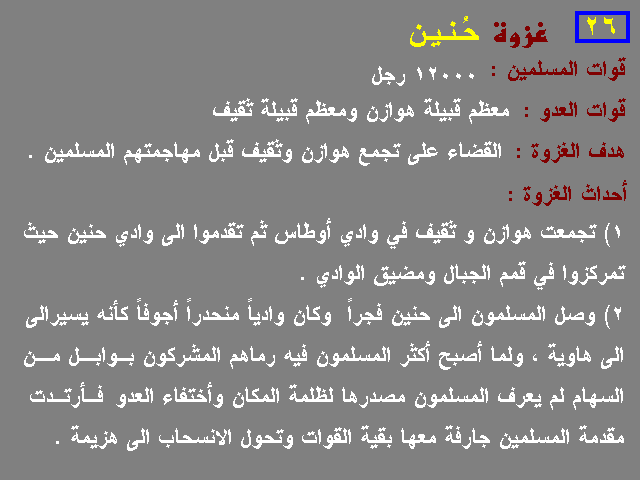 ٢٦
غزوة حُنين
قوات المسلمين : ١٢٠٠٠ رجل
قوات العدو : معظم قبيلة هوازن ومعظم قبيلة ثقيف
هدف الغزوة : القضاء على تجمع هوازن وثقيف قبل مهاجمتهم المسلمين .
أحداث الغزوة :
١) تجمعت هوازن و ثقيف في وادي أوطاس ثم تقدموا الى وادي حنين حيث
تمركزوا في قمم الجبال ومضيق الوادي .
٢) وصل المسلمون الى حنين فجراً وكان وادياً منحدراً أجوفاً كأنه يسيرالى
الى هاوية ، ولما أصبح أكثر المسلمون فيه رماهم المشركون بـوابـــل مـــن
السهام لم يعرف المسلمون مصدرها لظلمة المكان وأختفاء العدو فــأرتــدت
مقدمة المسلمين جارفة معها بقية القوات وتحول الانسحاب الى هزيمة .